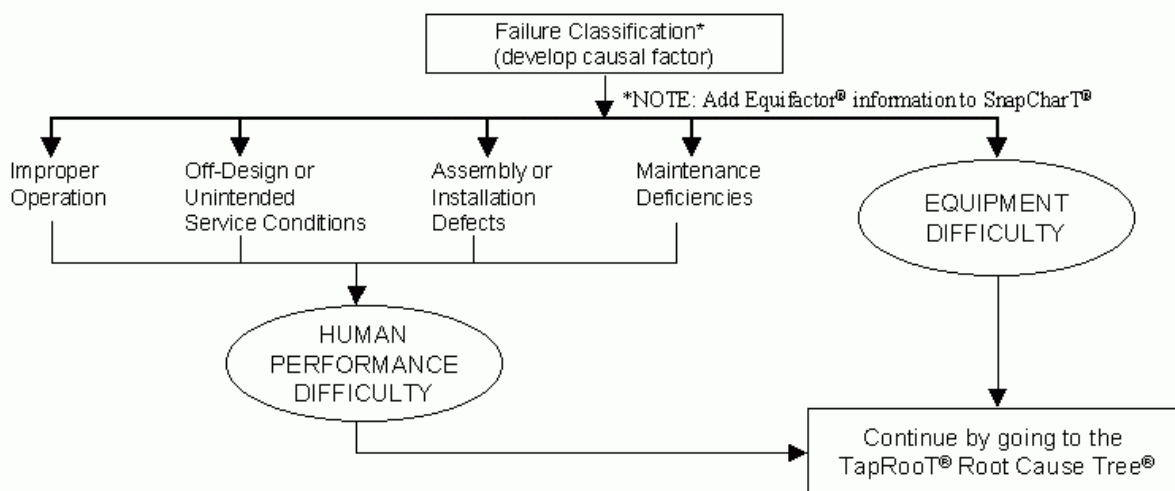 Failure Classification*
(develop causal factor)
*NOTE: Add Equifactor® information to SnapCharT®
Improper
Operation
Off-Design or
Unintended
Service Conditions
Assembly or
Installation
Defects
Maintenance
Deficiencies
EQUIPMENT
DIFFICULTY
HUMAN
PERFORMANCE
DIFFICULTY
Continue by going to the
TapRooT® Root Cause Tree®